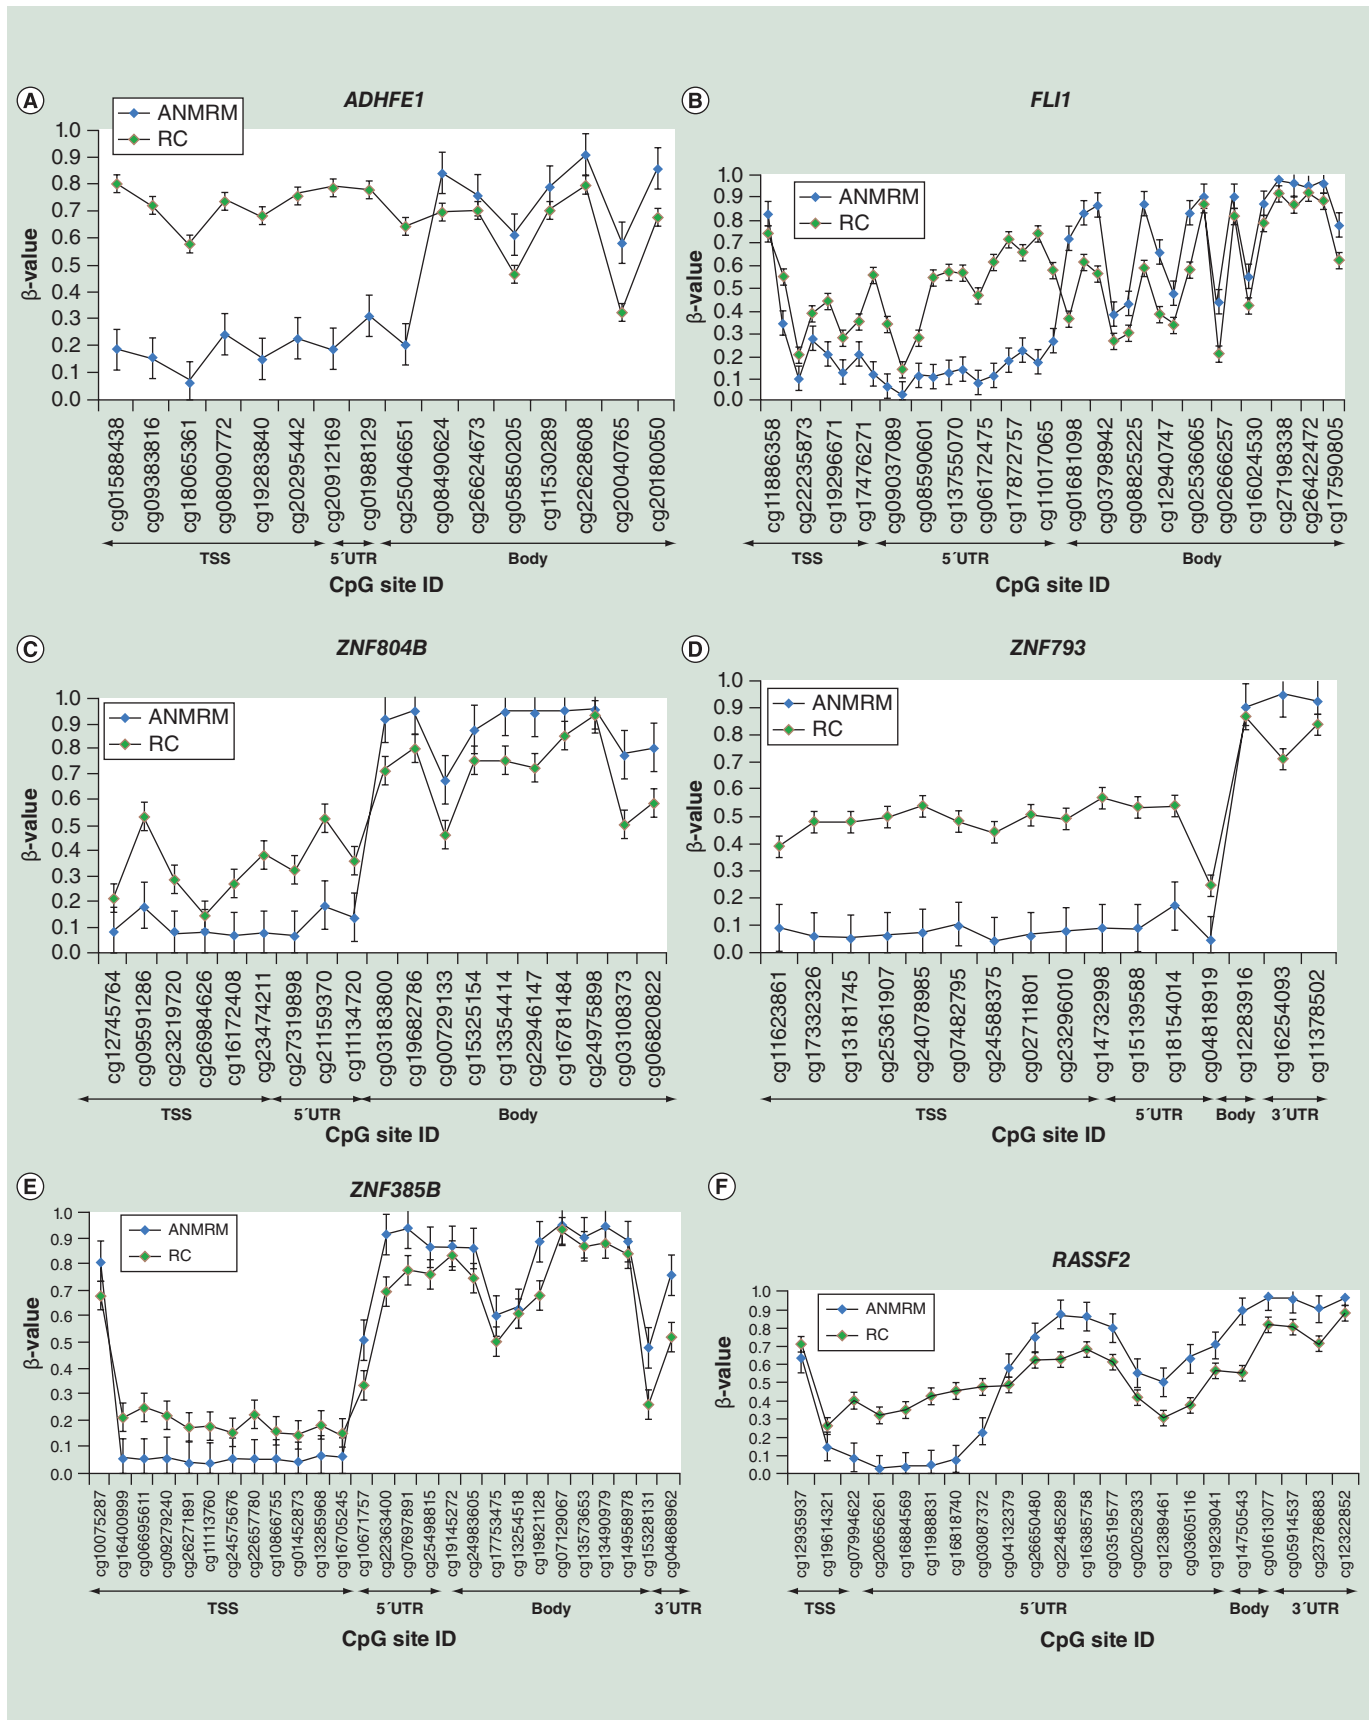 A
ADHFE1
ANMRM
RC
β-value
1.0
0.9
0.8
0.7
0.6
0.5
0.4
0.3
0.2
0.1
0.0
cg01588438
cg09383816
cg18065361
cg08090772
cg19283840
cg20295442
cg20912169
cg01988129
cg25046651
cg08490624
cg26624673
cg05850205
cg11530289
cg22628608
cg20040765
cg20180050
TSS
5´UTR
Body
CpG site ID
B
FLI1
ANMRM
RC
β-value
1.0
0.9
0.8
0.7
0.6
0.5
0.4
0.3
0.2
0.1
0.0
cg11886358
cg22235873
cg19296671
cg17476271
cg09037089
cg08590601
cg13755070
cg06172475
cg17872757
cg11017065
cg01681098
cg03798942
cg08825225
cg12940747
cg02536065
cg02666257
cg16024530
cg27198338
cg26422472
cg17590805
TSS
5´UTR
Body
CpG site ID
C
ZNF804B
ANMRM
RC
β-value
1.0
0.9
0.8
0.7
0.6
0.5
0.4
0.3
0.2
0.1
0.0
cg12745764
cg09591286
cg23219720
cg26984626
cg16172408
cg23474211
cg27319898
cg21159370
cg11134720
cg03183800
cg19682786
cg00729133
cg15325154
cg13354414
cg22946147
cg16781484
cg24975898
cg03108373
cg06820822
TSS
5´UTR
Body
CpG site ID
D
ZNF793
ANMRM
RC
β-value
1.0
0.9
0.8
0.7
0.6
0.5
0.4
0.3
0.2
0.1
0.0
cg11623861
cg17332326
cg13181745
cg25361907
cg24078985
cg07482795
cg24588375
cg02711801
cg23296010
cg14732998
cg15139588
cg18154014
cg04818919
cg12283916
cg16254093
cg11378502
TSS
5´UTR
Body
3´UTR
CpG site ID
E
ZNF385B
ANMRM
RC
β-value
1.0
0.9
0.8
0.7
0.6
0.5
0.4
0.3
0.2
0.1
0.0
cg10075287
cg16400999
cg06695611
cg09279240
cg26271891
cg11113760
cg24575676
cg22657780
cg10866755
cg01452873
cg13285968
cg16705245
cg10671757
cg22363400
cg07697891
cg25498815
cg19145272
cg24983605
cg17753475
cg13254518
cg19821128
cg07129067
cg13573653
cg13490979
cg14958978
cg15328131
cg04868962
TSS
5´UTR
Body
3´UTR
CpG site ID
F
RASSF2
ANMRM
RC
β-value
1.0
0.9
0.8
0.7
0.6
0.5
0.4
0.3
0.2
0.1
0.0
cg12935937
cg19614321
cg07994622
cg20656261
cg16884569
cg11988831
cg16818740
cg03087372
cg04132379
cg26650480
cg22485289
cg16385758
cg03519577
cg02052933
cg12389461
cg03605116
cg19239041
cg14750543
cg01613077
cg05914537
cg23786883
cg12322852
TSS
5´UTR
Body
3´UTR
CpG site ID